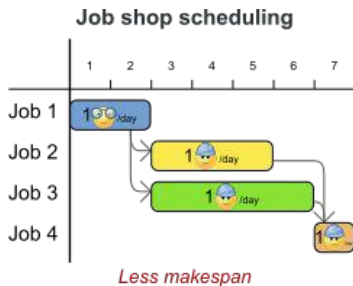 Job shop scheduling
1 2 3 4 5 6 7
Job 1
1 /day
Job 2
1 /day
Job 3
1 /day
Job 4
1
Less makespan